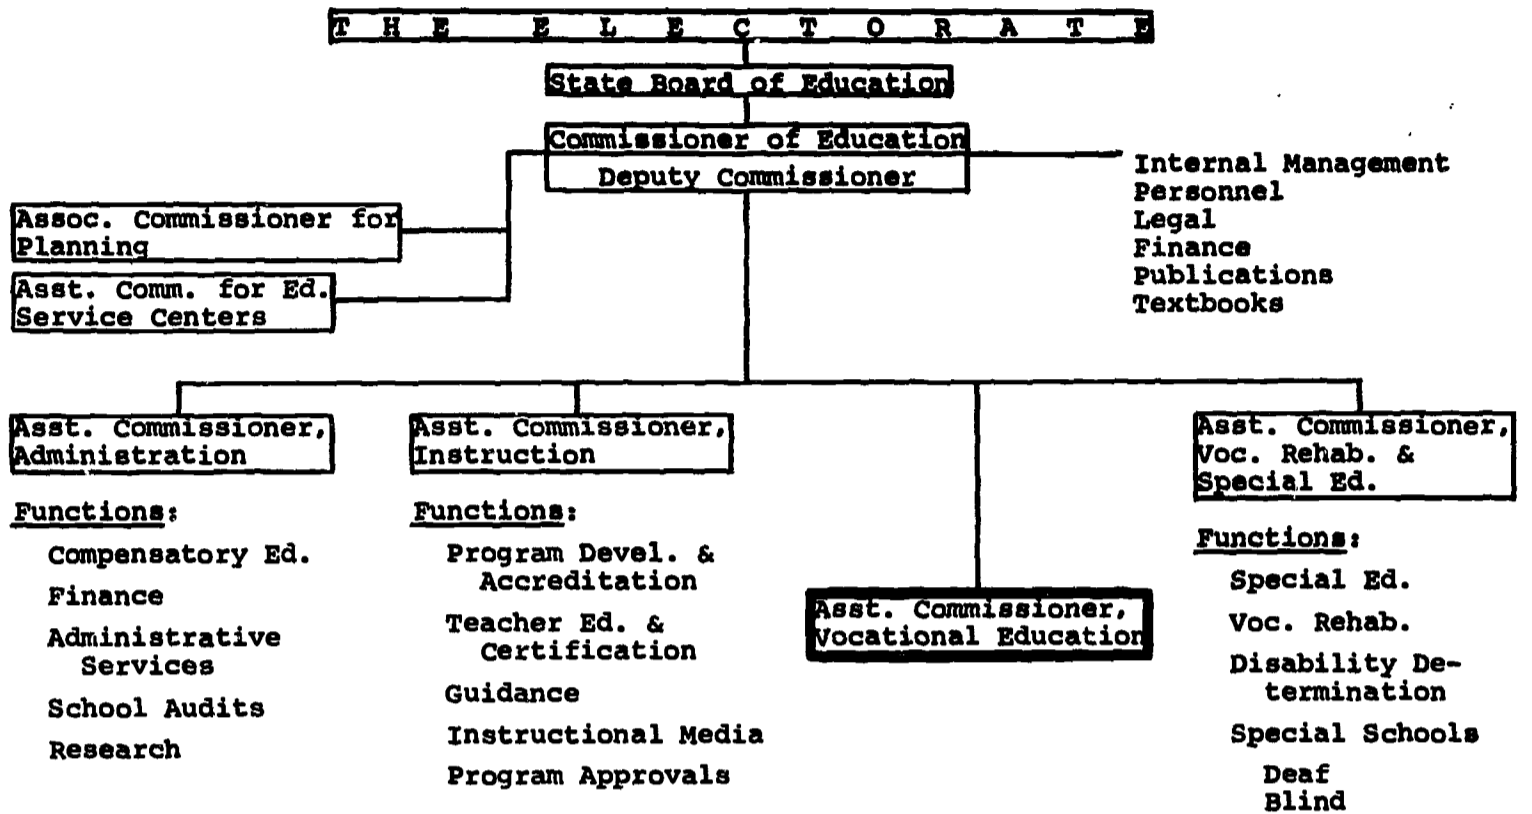 THE ELECTORATE
State Board of Education
Commissioner of Education
Deputy Commissioner
Internal Management
Personnel
Legal
Finance
Publications
Textbooks
Assoc. Commissioner for
Planning
Asst. Comm. for Ed.
Service Centers
Asst. Commissioner,
Administration
Functions:
Compensatory Ed.
Finance
Administrative
Services
School Audits
Research
Asst. Commissioner,
Instruction
Functions:
Program Devel. &
Accreditation
Teacher Ed. &
Certification
Guidance
Instructional Media
Program Approvals
Asst. Commissioner,
Vocational Education
Asst. Commissioner,
Voc. Rehab. &
Special Ed.
Functions:
Special Ed.
Voc. Rehab.
Disability De-
termination
Special Schools
Deaf
Blind